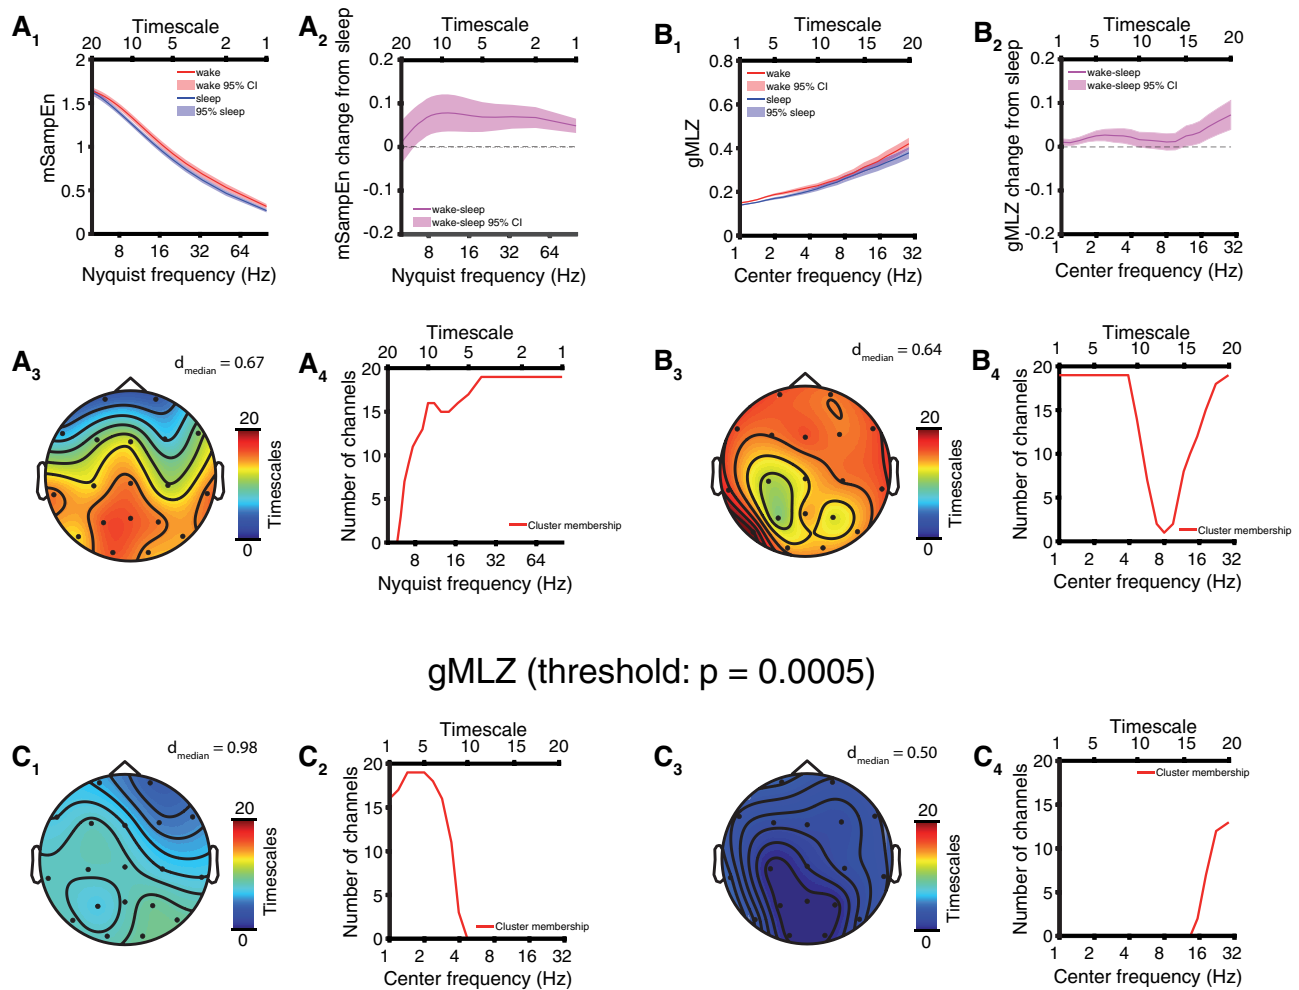 A1
Timescale
20 10 5 2 1
mSampEn
2
1.5
1
0.5
0
wake
wake 95% CI
sleep
95% sleep
8 16 32 64
Nyquist frequency (Hz)
A2
Timescale
20 10 5 2 1
mSampEn change from sleep
0.2
0.1
0
-0.1
-0.2
wake-sleep
wake-sleep 95% CI
8 16 32 64
Nyquist frequency (Hz)
B1
Timescale
1 5 10 15 20
gMLZ
0.8
0.6
0.4
0.2
0
wake
wake 95% CI
sleep
95% sleep
1 2 4 8 16 32
Center frequency (Hz)
B2
Timescale
1 5 10 15 20
gMLZ change from sleep
0.2
0.1
0
-0.1
-0.2
wake-sleep
wake-sleep 95% CI
1 2 4 8 16 32
Center frequency (Hz)
A3
dmedian = 0.67
20
Timescales
0
A4
Timescale
20 10 5 2 1
Number of channels
20
15
10
5
0
Cluster membership
8 16 32 64
Nyquist frequency (Hz)
B3
dmedian = 0.64
20
Timescales
0
B4
Timescale
1 5 10 15 20
Number of channels
20
15
10
5
0
Cluster membership
1 2 4 8 16 32
Center frequency (Hz)
gMLZ (threshold: p = 0.0005)
C1
dmedian = 0.98
20
Timescales
0
C2
Timescale
1 5 10 15 20
Number of channels
20
15
10
5
0
Cluster membership
1 2 4 8 16 32
Center frequency (Hz)
C3
dmedian = 0.50
20
Timescales
0
C4
Timescale
1 5 10 15 20
Number of channels
20
15
10
5
0
Cluster membership
1 2 4 8 16 32
Center frequency (Hz)